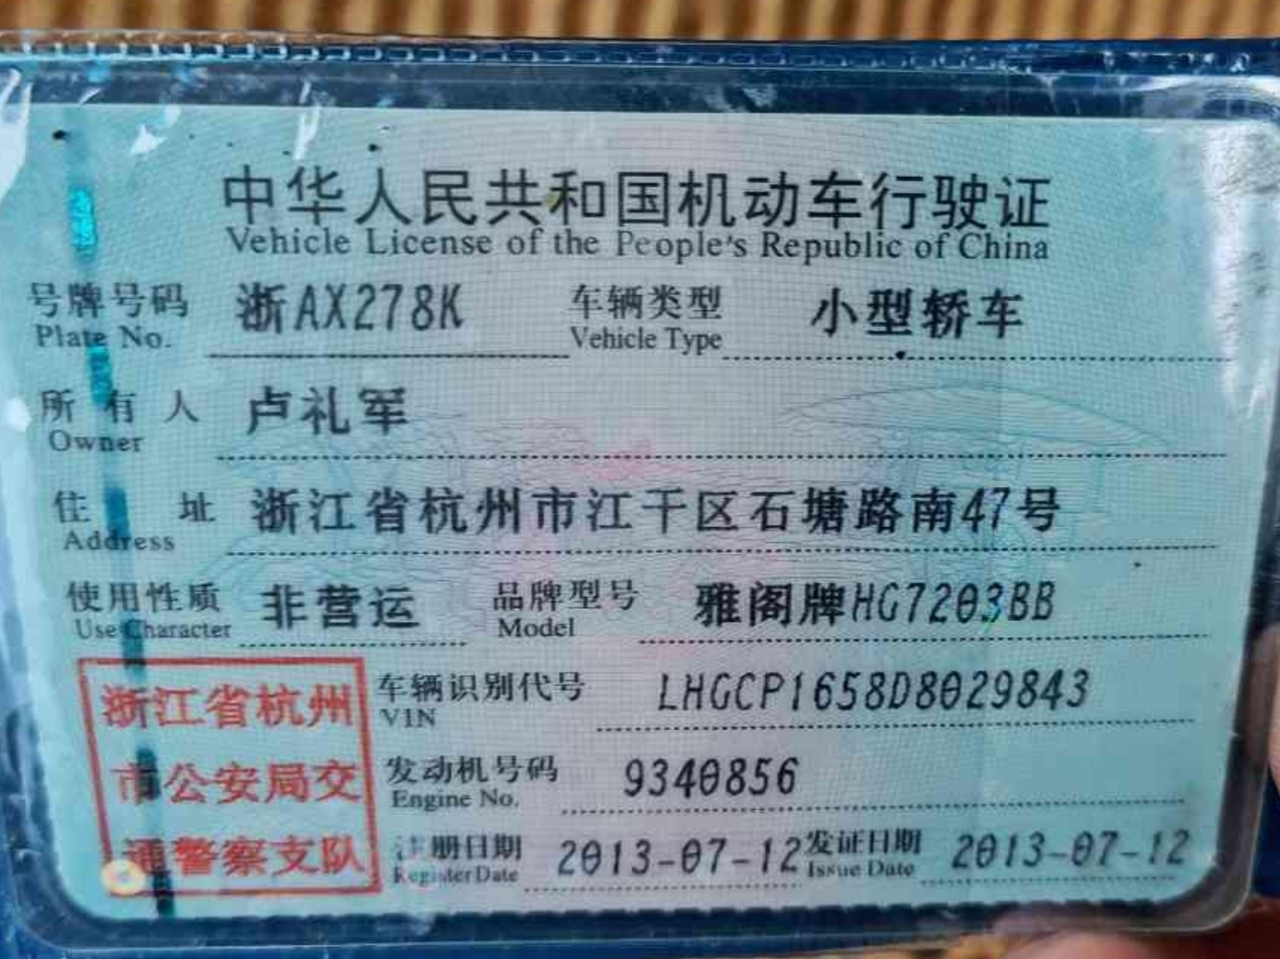 中华人民共和国机动车行驶证
Vehicle License of the People's Republic of China
号牌号码 浙AX278K 车辆类型 小型轿车
Plate No. Vehicle Type
所有人 卢礼军
Owner
住址 浙江省杭州市江干区石塘路南47号
Address
使用性质 非营运 品牌型号 雅阁牌HG7203BB
Use Character Model
浙江省杭州 车辆识别代号 LHGCP1658D8029843
VIN
市公安局交 发动机号码 9340856
Engine No.
通警察支队 注册日期 2013-07-12 发证日期 2013-07-12
Register Date Issue Date